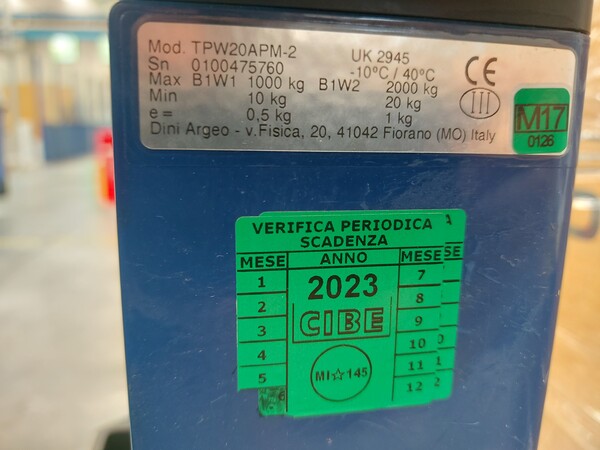 Mod. TPW20APM-2 UK 2945
Sn 0100475760 -10°C / 40°C
Max B1W1 1000 kg B1W2 2000 kg
Min 10 kg 20 kg
e = 0,5 kg 1 kg
Dini Argeo - v.Fisica, 20, 41042 Fiorano (MO) Italy
CE
III
M17
0126
VERIFICA PERIODICA
SCADENZA
MESE ANNO MESE
1 2023 7
2 8
3 CIBE 9
4 10
5 MI☆145 11
6 12